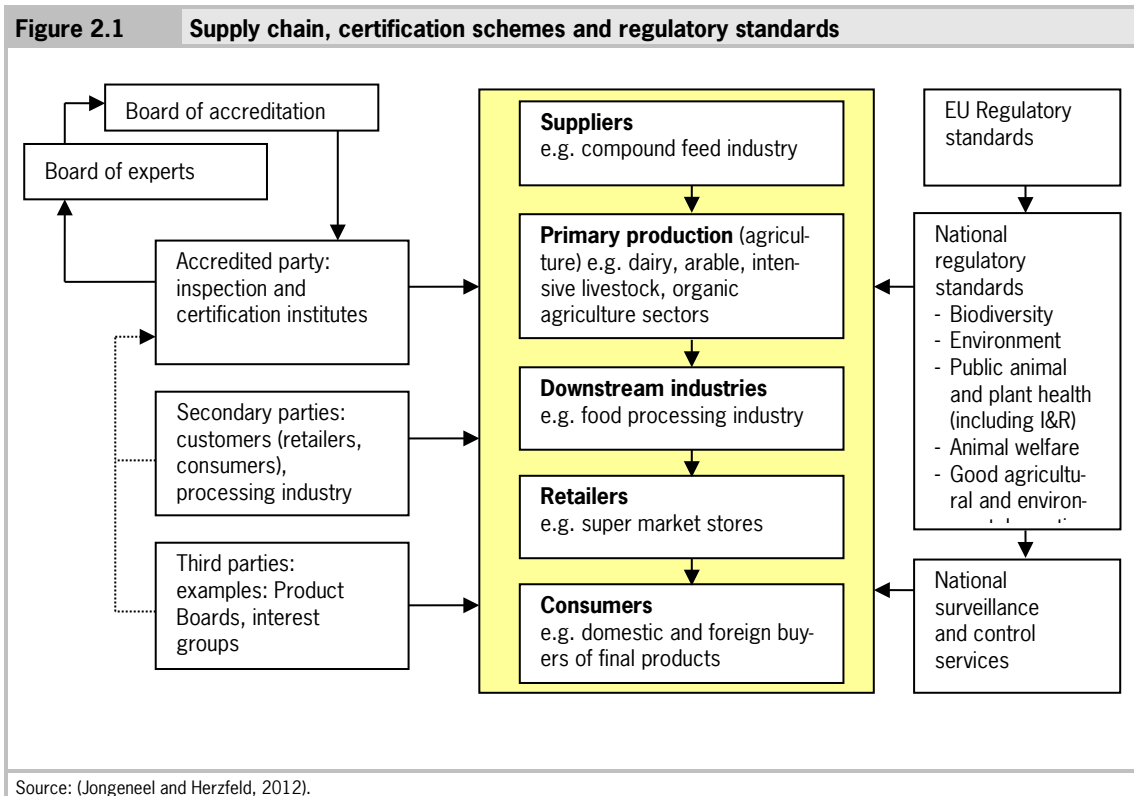 Figure 2.1 Supply chain, certification schemes and regulatory standards
Board of accreditation
Board of experts
Accredited party:
inspection and
certification institutes
Secondary parties:
customers (retailers,
consumers),
processing industry
Third parties:
examples: Product
Boards, interest
groups
Suppliers
e.g. compound feed industry
Primary production (agricul-
ture) e.g. dairy, arable, inten-
sive livestock, organic
agriculture sectors
Downstream industries
e.g. food processing industry
Retailers
e.g. super market stores
Consumers
e.g. domestic and foreign buy-
ers of final products
EU Regulatory
standards
National
regulatory
standards
- Biodiversity
- Environment
- Public animal
and plant health
(including I&R)
- Animal welfare
- Good agricultu-
ral and environ-
National
surveillance
and control
services
Source: (Jongeneel and Herzfeld, 2012).